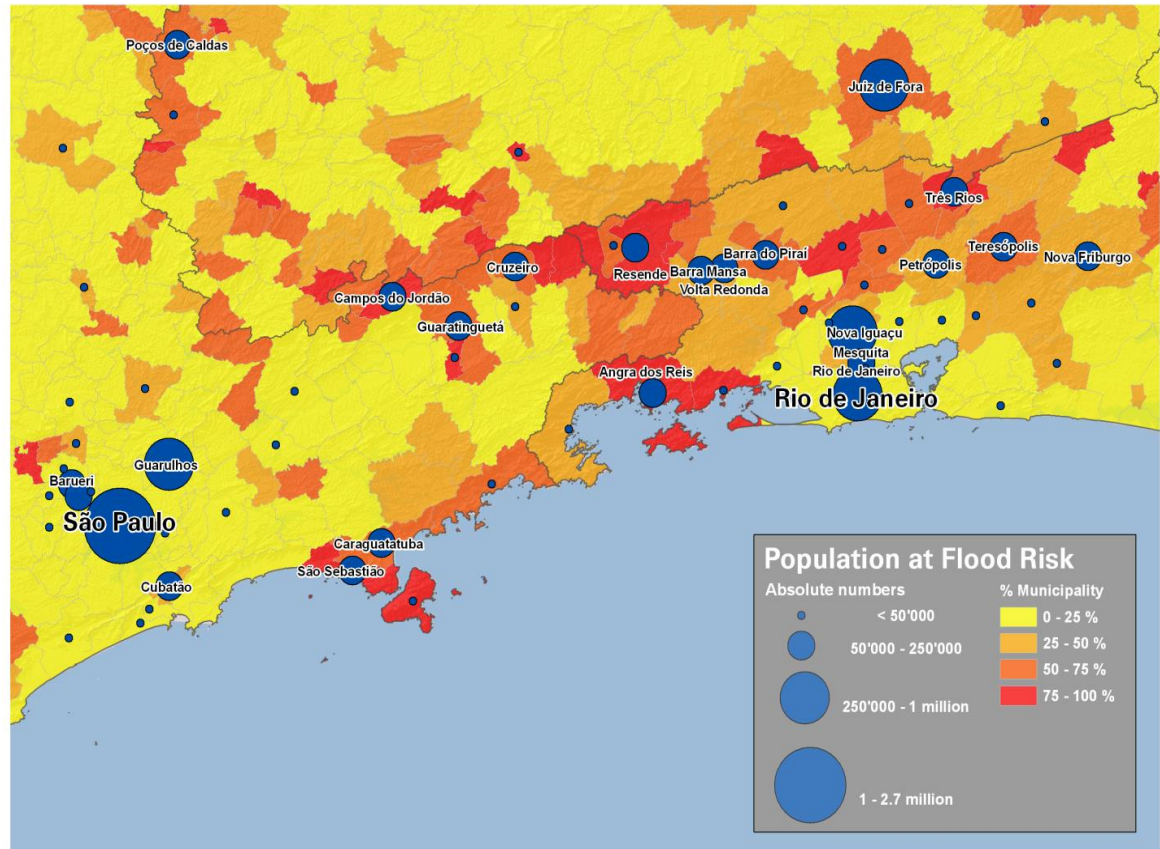 Poços de Caldas
Juiz de Fora
Três Rios
Teresópolis
Nova Friburgo
Petrópolis
Barra do Piraí
Barra Mansa
Volta Redonda
Resende
Cruzeiro
Campos do Jordão
Guaratinguetá
Nova Iguaçu
Mesquita
Rio de Janeiro
Rio de Janeiro
Angra dos Reis
Guarulhos
Barueri
São Paulo
Caraguatatuba
São Sebastião
Cubatão
Population at Flood Risk
Absolute numbers
< 50'000
50'000 - 250'000
250'000 - 1 million
1 - 2.7 million
% Municipality
0 - 25 %
25 - 50 %
50 - 75 %
75 - 100 %